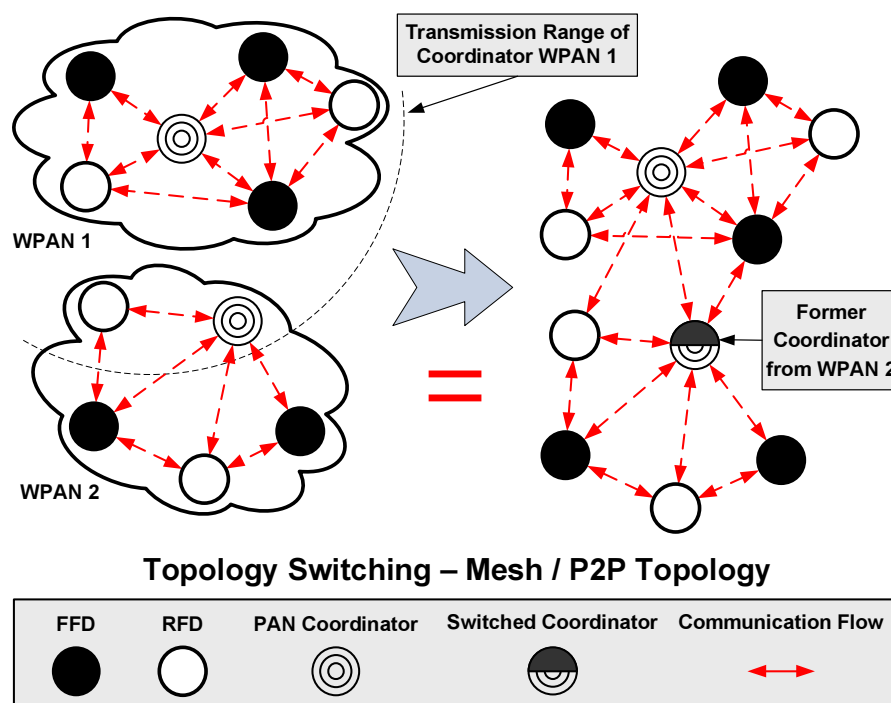 Transmission Range of
Coordinator WPAN 1
WPAN 1
WPAN 2
Former
Coordinator
from WPAN 2
Topology Switching – Mesh / P2P Topology
FFD RFD PAN Coordinator Switched Coordinator Communication Flow